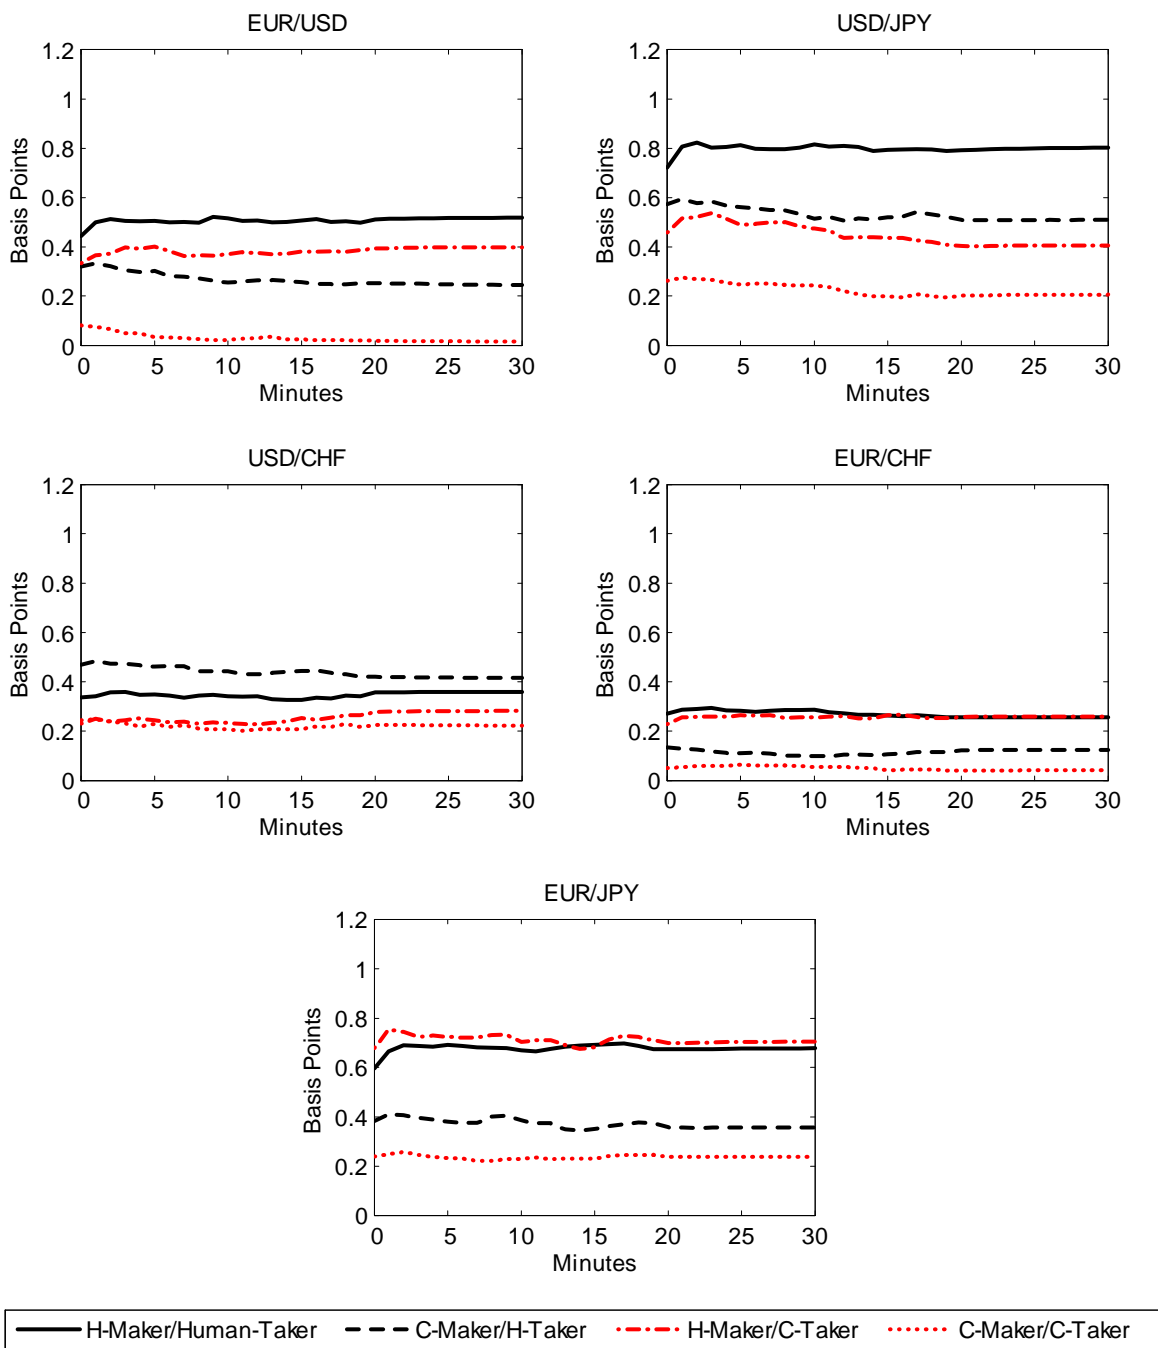 EUR/USD
1.2
1
0.8
0.6
0.4
0.2
0
Basis Points
0 5 10 15 20 25 30
Minutes
USD/JPY
1.2
1
0.8
0.6
0.4
0.2
0
Basis Points
0 5 10 15 20 25 30
Minutes
USD/CHF
1.2
1
0.8
0.6
0.4
0.2
0
Basis Points
0 5 10 15 20 25 30
Minutes
EUR/CHF
1.2
1
0.8
0.6
0.4
0.2
0
Basis Points
0 5 10 15 20 25 30
Minutes
EUR/JPY
1.2
1
0.8
0.6
0.4
0.2
0
Basis Points
0 5 10 15 20 25 30
Minutes
H-Maker/Human-Taker C-Maker/H-Taker H-Maker/C-Taker C-Maker/C-Taker